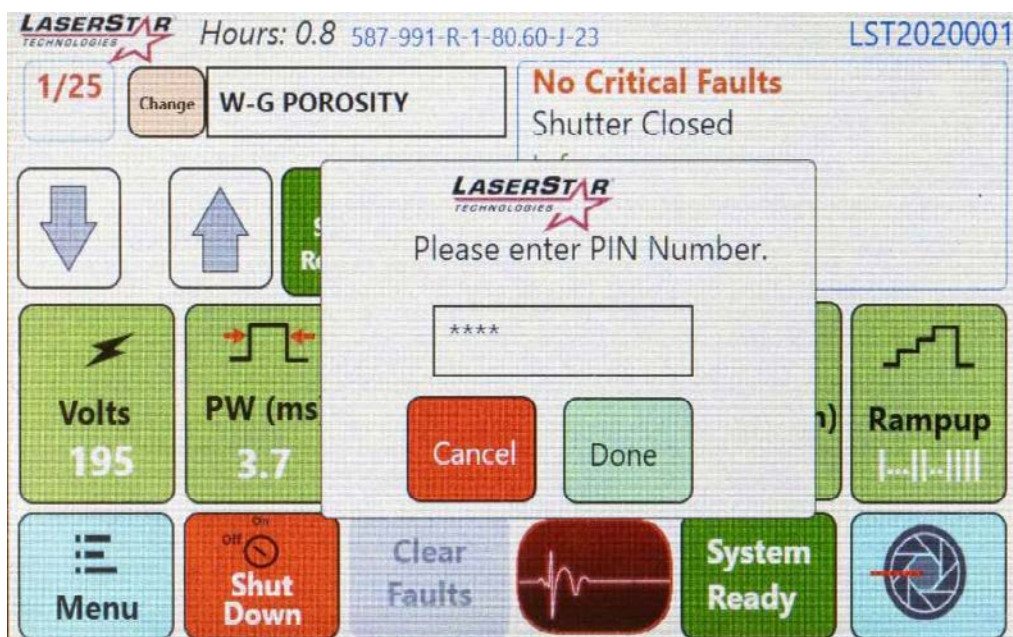 LASERSTAR
TECHNOLOGIES
Hours: 0.8
587-991-R-1-80.60-J-23
LST2020001
1/25
Change
W-G POROSITY
No Critical Faults
Shutter Closed
LASERSTAR
TECHNOLOGIES
Please enter PIN Number.
****
Cancel
Done
Volts
195
PW (ms
3.7
Rampup
Menu
Off
On
Shut
Down
Clear
Faults
System
Ready